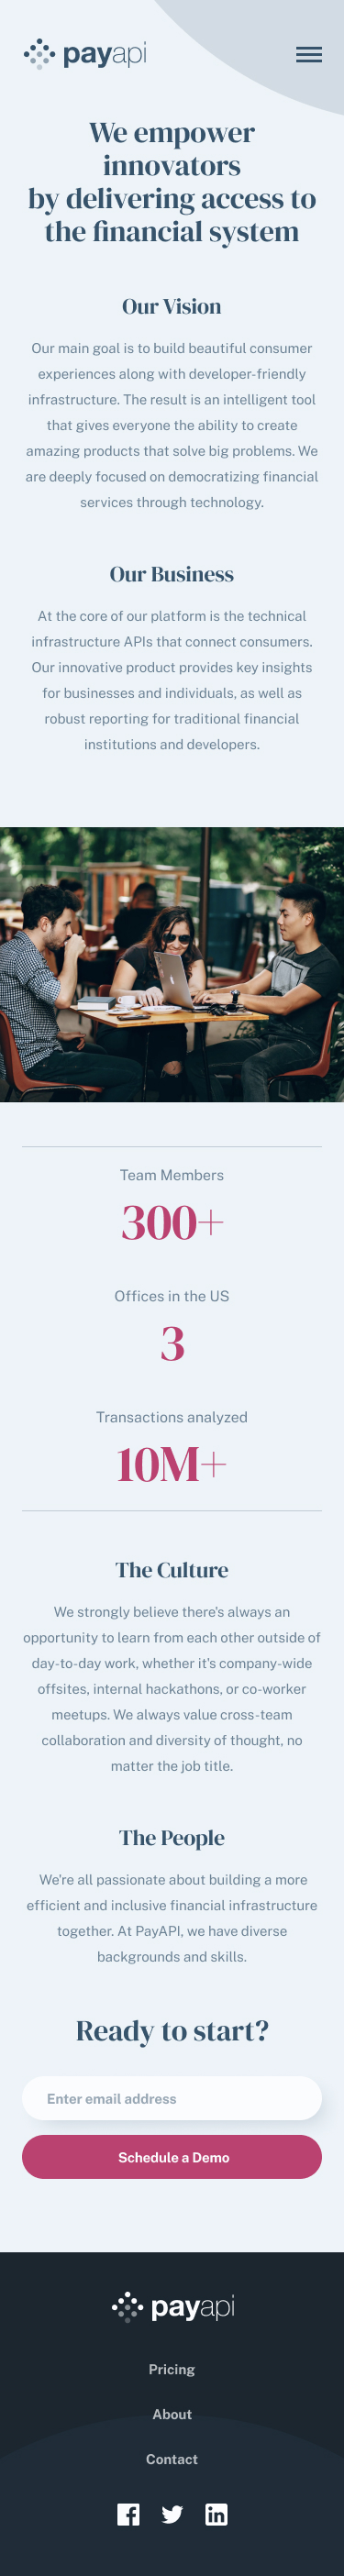 payapi
We empower
innovators
by delivering access to
the financial system
Our Vision
Our main goal is to build beautiful consumer
experiences along with developer-friendly
infrastructure. The result is an intelligent tool
that gives everyone the ability to create
amazing products that solve big problems. We
are deeply focused on democratizing financial
services through technology.
Our Business
At the core of our platform is the technical
infrastructure APIs that connect consumers.
Our innovative product provides key insights
for businesses and individuals, as well as
robust reporting for traditional financial
institutions and developers.
Team Members
300+
Offices in the US
3
Transactions analyzed
10M+
The Culture
We strongly believe there's always an
opportunity to learn from each other outside of
day-to-day work, whether it's company-wide
offsites, internal hackathons, or co-worker
meetups. We always value cross-team
collaboration and diversity of thought, no
matter the job title.
The People
We're all passionate about building a more
efficient and inclusive financial infrastructure
together. At PayAPI, we have diverse
backgrounds and skills.
Ready to start?
Enter email address
Schedule a Demo
payapi
Pricing
About
Contact